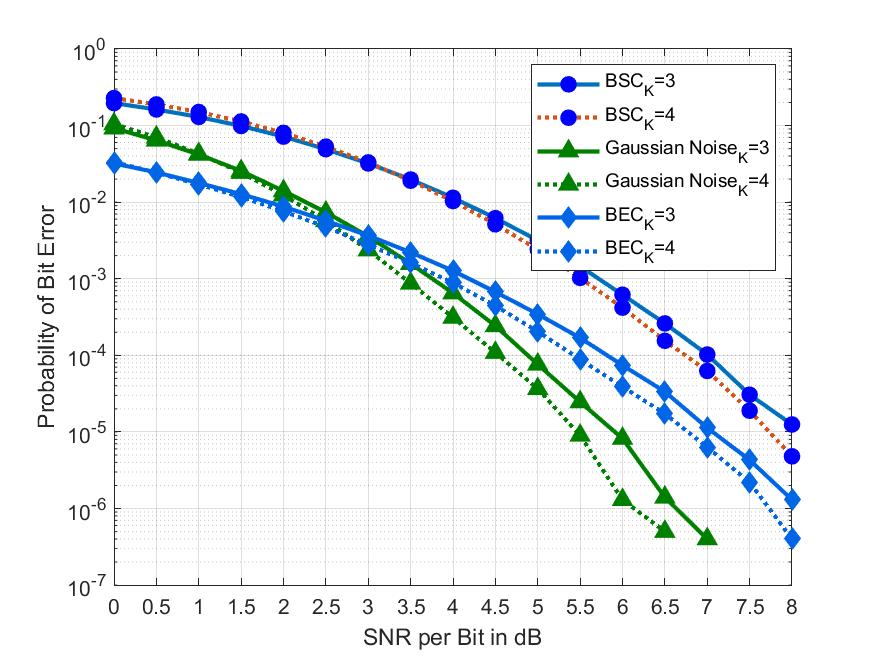 10^0
10^-1
10^-2
10^-3
10^-4
10^-5
10^-6
10^-7
Probability of Bit Error
BSC_K=3
BSC_K=4
Gaussian Noise_K=3
Gaussian Noise_K=4
BEC_K=3
BEC_K=4
0 0.5 1 1.5 2 2.5 3 3.5 4 4.5 5 5.5 6 6.5 7 7.5 8
SNR per Bit in dB